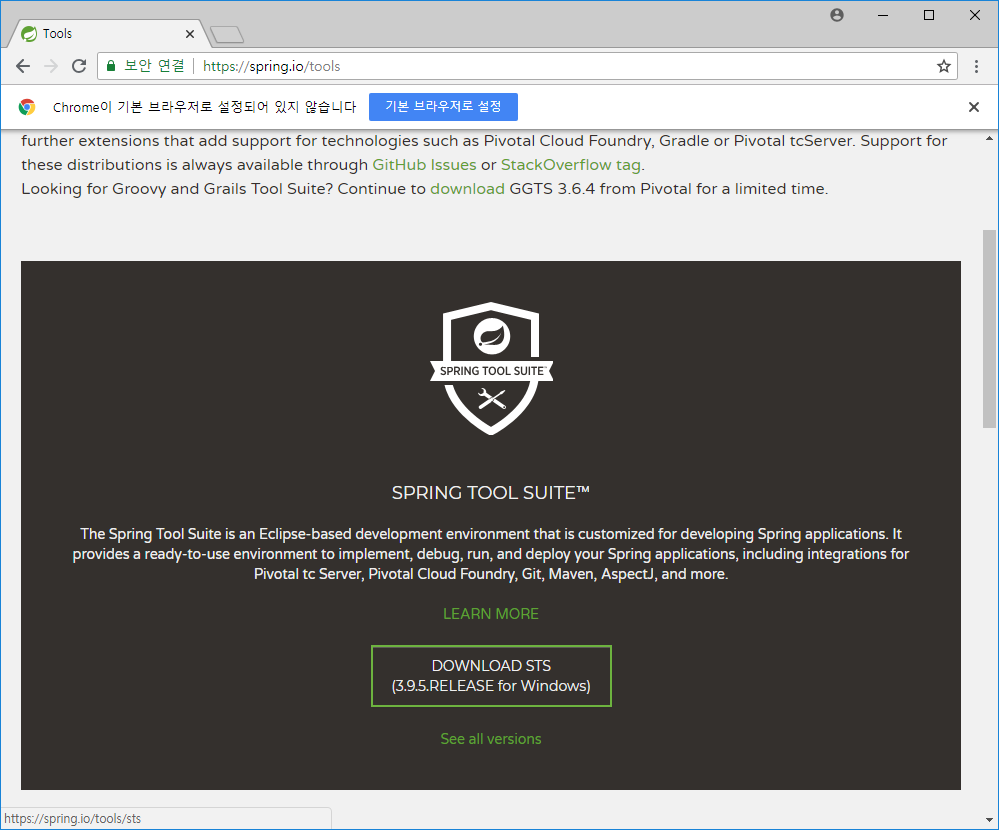 Tools
보안 연결 | https://spring.io/tools
Chrome이 기본 브라우저로 설정되어 있지 않습니다
기본 브라우저로 설정
further extensions that add support for technologies such as Pivotal Cloud Foundry, Gradle or Pivotal tcServer. Support for
these distributions is always available through GitHub Issues or StackOverflow tag.
Looking for Groovy and Grails Tool Suite? Continue to download GGTS 3.6.4 from Pivotal for a limited time.
SPRING TOOL SUITE™
SPRING TOOL SUITE™
The Spring Tool Suite is an Eclipse-based development environment that is customized for developing Spring applications. It
provides a ready-to-use environment to implement, debug, run, and deploy your Spring applications, including integrations for
Pivotal tc Server, Pivotal Cloud Foundry, Git, Maven, AspectJ, and more.
LEARN MORE
DOWNLOAD STS
(3.9.5.RELEASE for Windows)
See all versions
https://spring.io/tools/sts